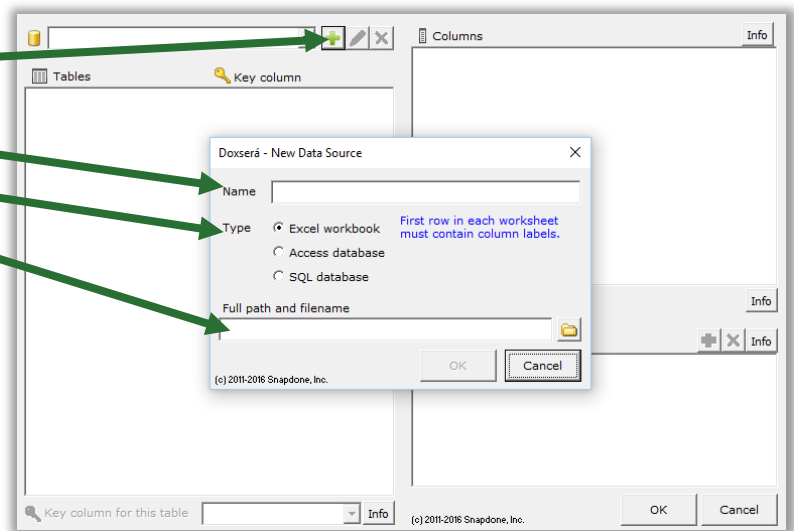 Columns
Info
Tables
Key column
Doxserá - New Data Source
Name
Type
Excel workbook
First row in each worksheet
must contain column labels.
Access database
SQL database
Full path and filename
OK
Cancel
(c) 2011-2016 Snapdone, Inc.
Info
Info
Key column for this table
Info
(c) 2011-2016 Snapdone, Inc.
OK
Cancel